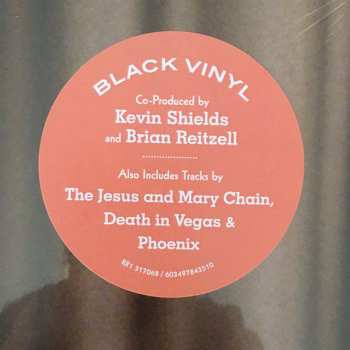 BLACK VINYL
Co-Produced by
Kevin Shields
and Brian Reitzell
Also Includes Tracks by
The Jesus and Mary Chain,
Death in Vegas &
Phoenix
RR1 317068 / 603497843510